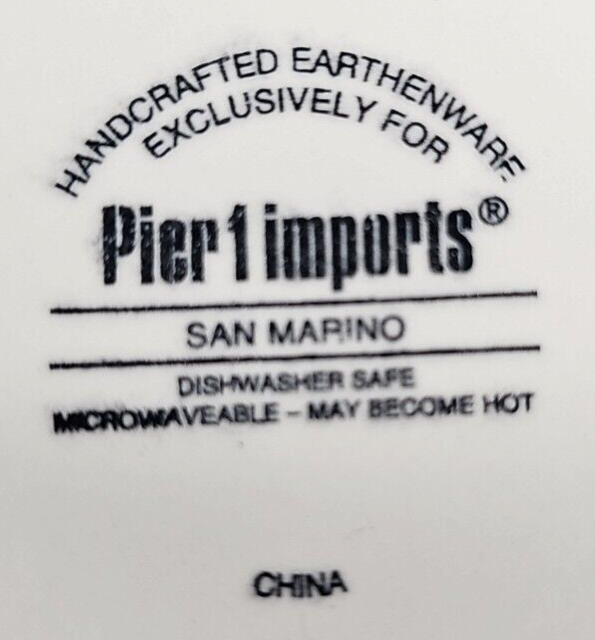 HANDCRAFTED EARTHENWARE
EXCLUSIVELY FOR
Pier 1 imports®
SAN MARINO
DISHWASHER SAFE
MICROWAVEABLE – MAY BECOME HOT
CHINA